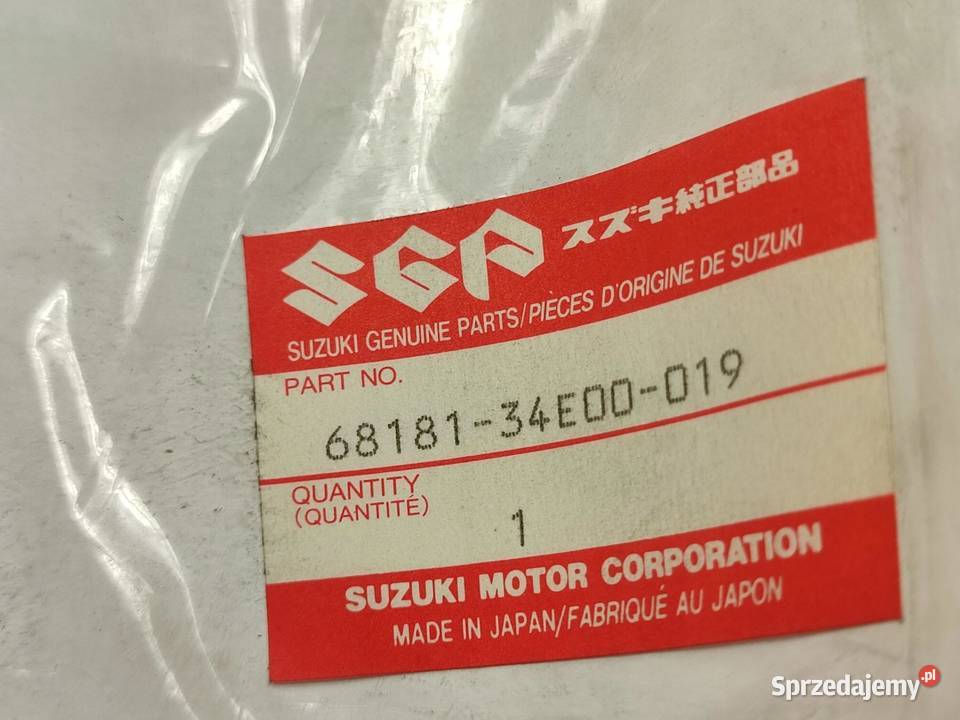 SGP スズキ純正部品
SUZUKI GENUINE PARTS/PIÈCES D'ORIGINE DE SUZUKI
PART NO.
68181-34E00-019
QUANTITY
(QUANTITÉ)
1
SUZUKI MOTOR CORPORATION
MADE IN JAPAN/FABRIQUÉ AU JAPON
Sprzedajemy.pl